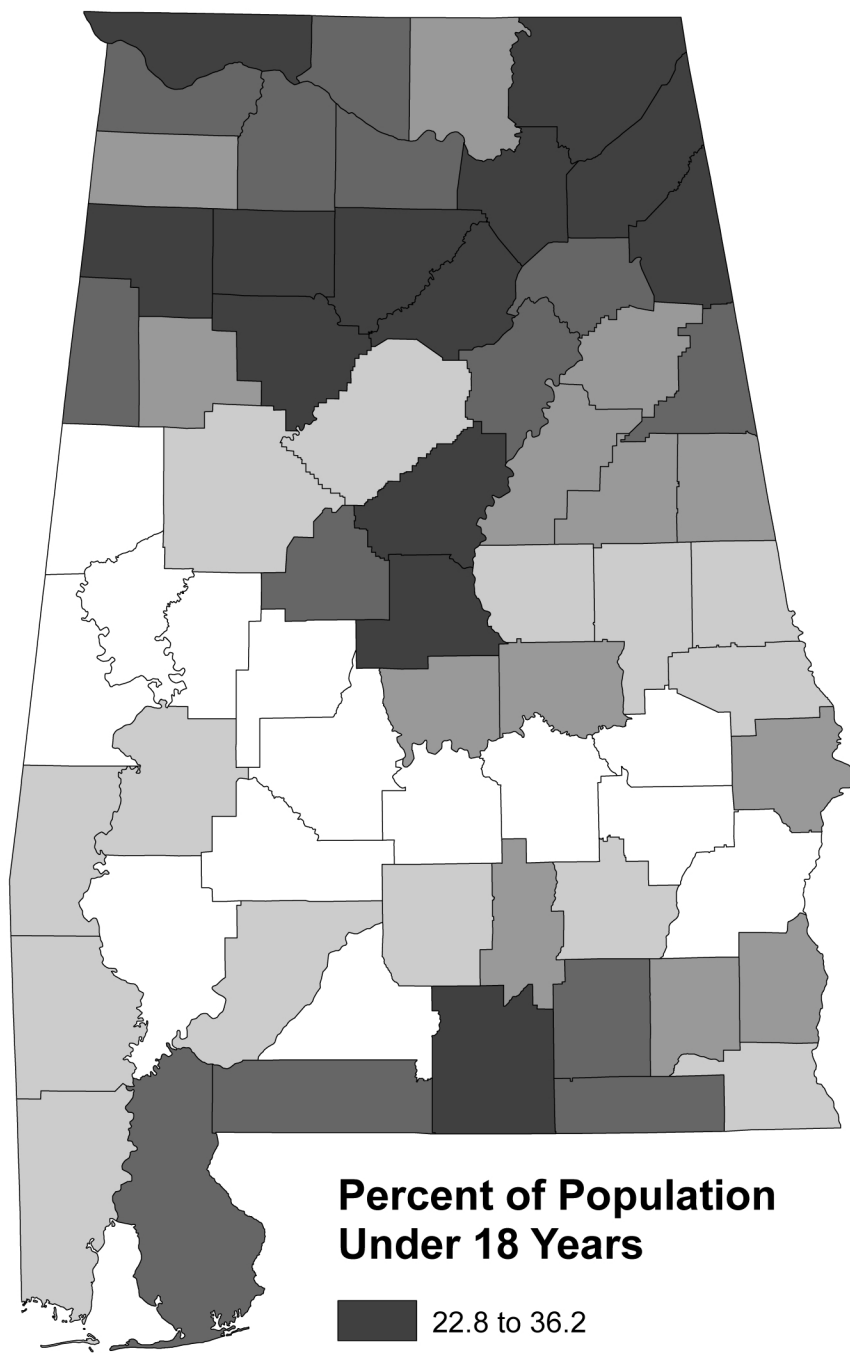 Percent of Population
Under 18 Years
22.8 to 36.2